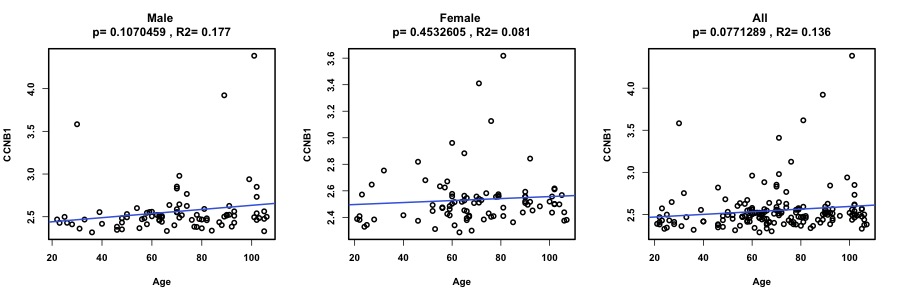 Male
p= 0.1070459 , R2= 0.177
CCNB1
4.0
3.5
3.0
2.5
20 40 60 80 100
Age
Female
p= 0.4532605 , R2= 0.081
CCNB1
3.6
3.4
3.2
3.0
2.8
2.6
2.4
20 40 60 80 100
Age
All
p= 0.0771289 , R2= 0.136
CCNB1
4.0
3.5
3.0
2.5
20 40 60 80 100
Age